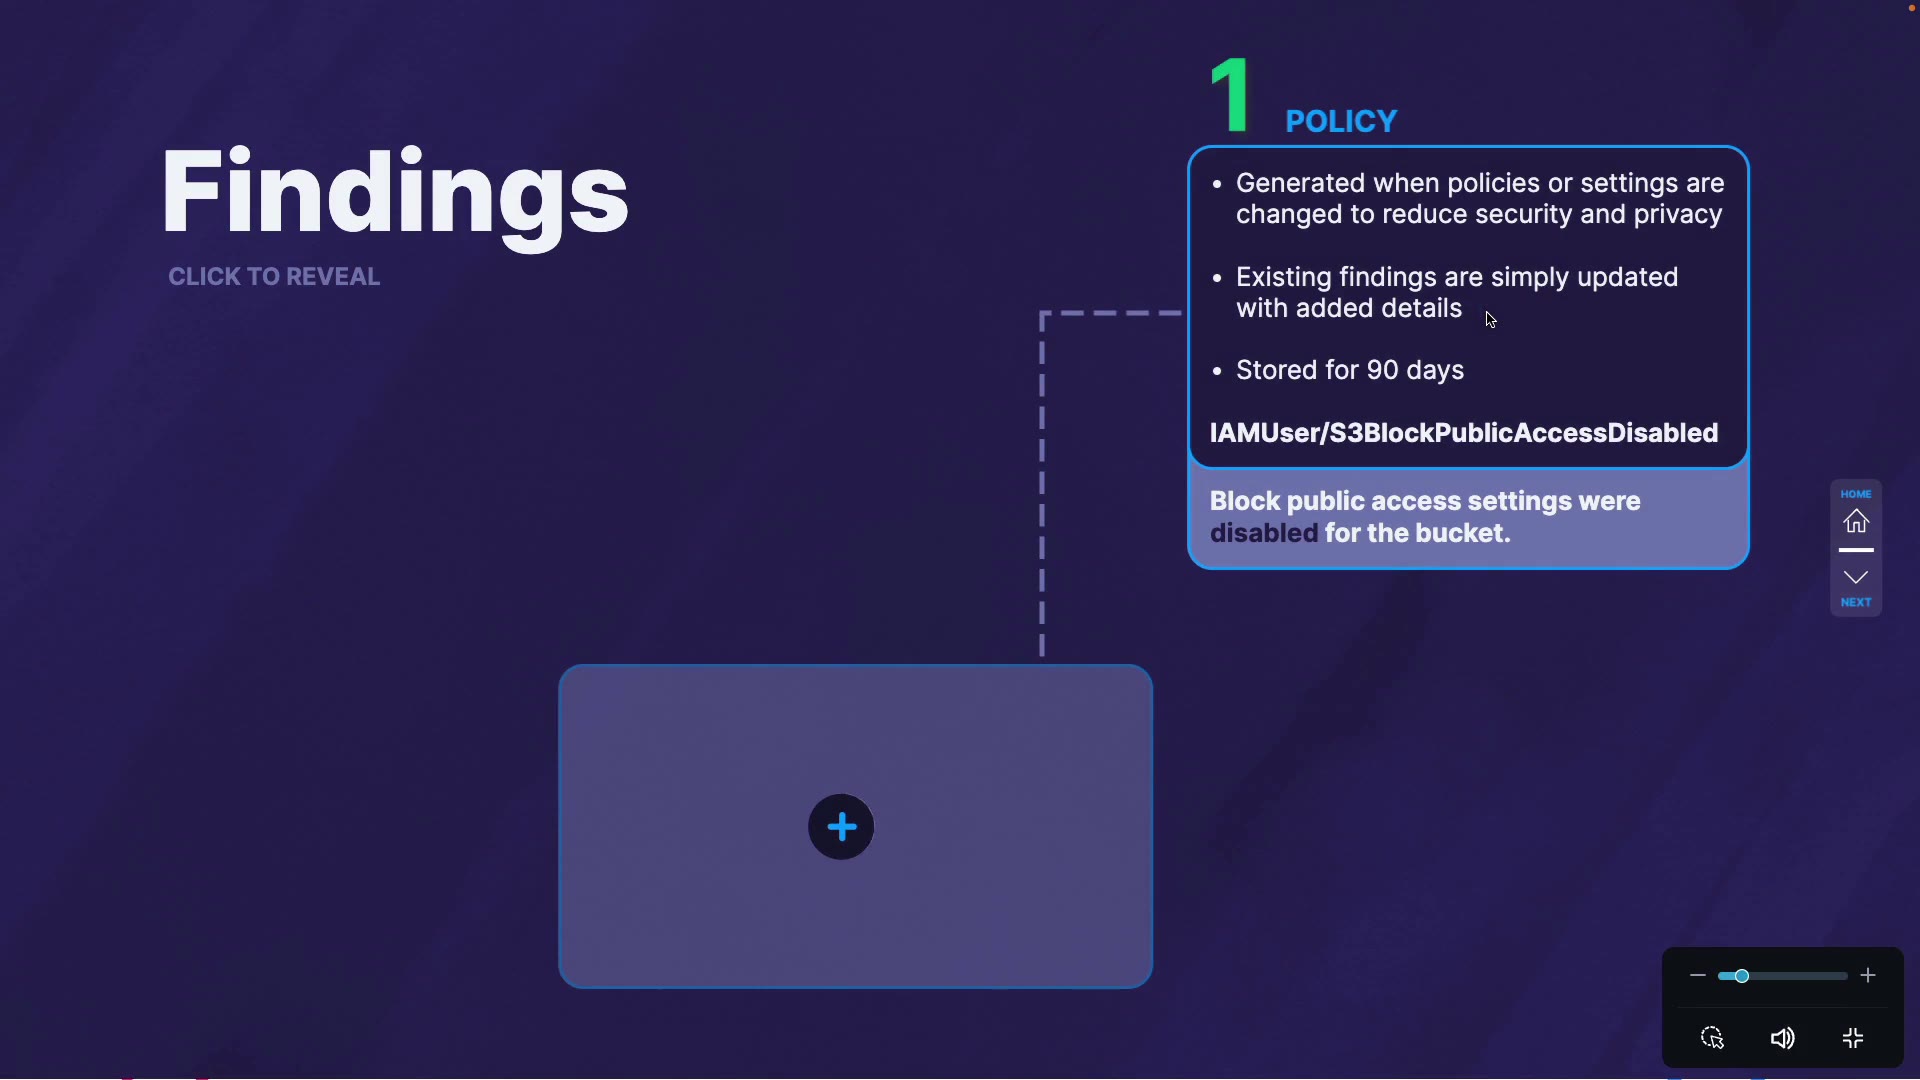 Findings
CLICK TO REVEAL
1
POLICY
• Generated when policies or settings are
changed to reduce security and privacy
• Existing findings are simply updated
with added details
• Stored for 90 days
IAMUser/S3BlockPublicAccessDisabled
Block public access settings were
disabled for the bucket.
HOME
NEXT